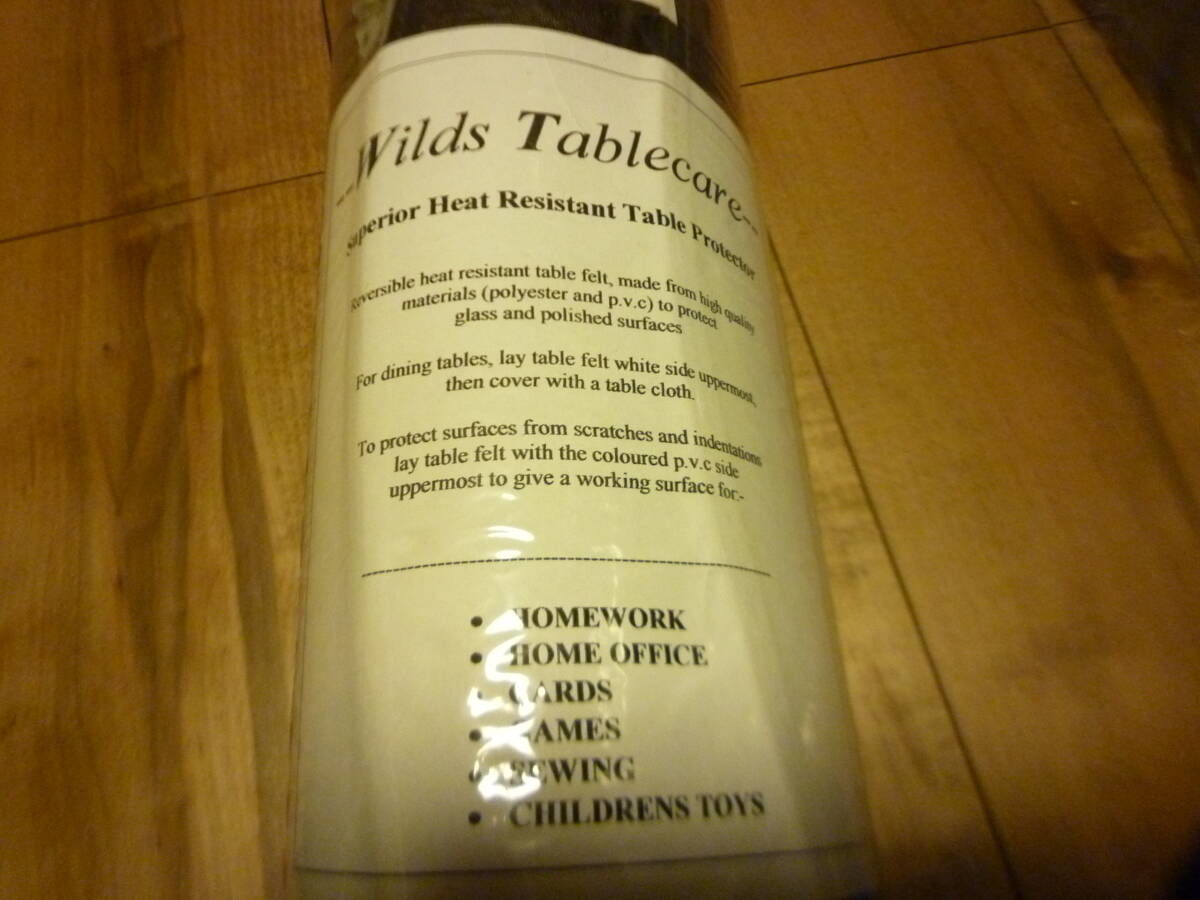 --Wilds Tablecare--
Superior Heat Resistant Table Protector
Reversible heat resistant table felt, made from high quality
materials (polyester and p.v.c) to protect
glass and polished surfaces
For dining tables, lay table felt white side uppermost,
then cover with a table cloth.
To protect surfaces from scratches and indentations
lay table felt with the coloured p.v.c side
uppermost to give a working surface for:-
• HOMEWORK
• HOME OFFICE
• CARDS
• GAMES
• SEWING
• CHILDRENS TOYS